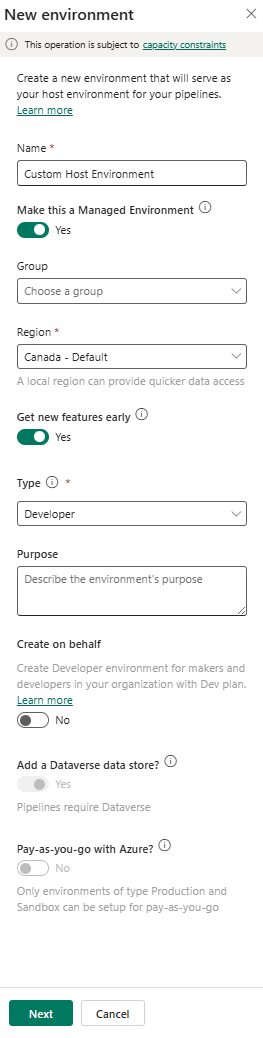 New environment
This operation is subject to capacity constraints
Create a new environment that will serve as
your host environment for your pipelines.
Learn more
Name *
Custom Host Environment
Make this a Managed Environment
Yes
Group
Choose a group
Region *
Canada - Default
A local region can provide quicker data access
Get new features early
Yes
Type *
Developer
Purpose
Describe the environment's purpose
Create on behalf
Create Developer environment for makers and
developers in your organization with Dev plan.
Learn more
No
Add a Dataverse data store?
Yes
Pipelines require Dataverse
Pay-as-you-go with Azure?
No
Only environments of type Production and
Sandbox can be setup for pay-as-you-go
Next Cancel